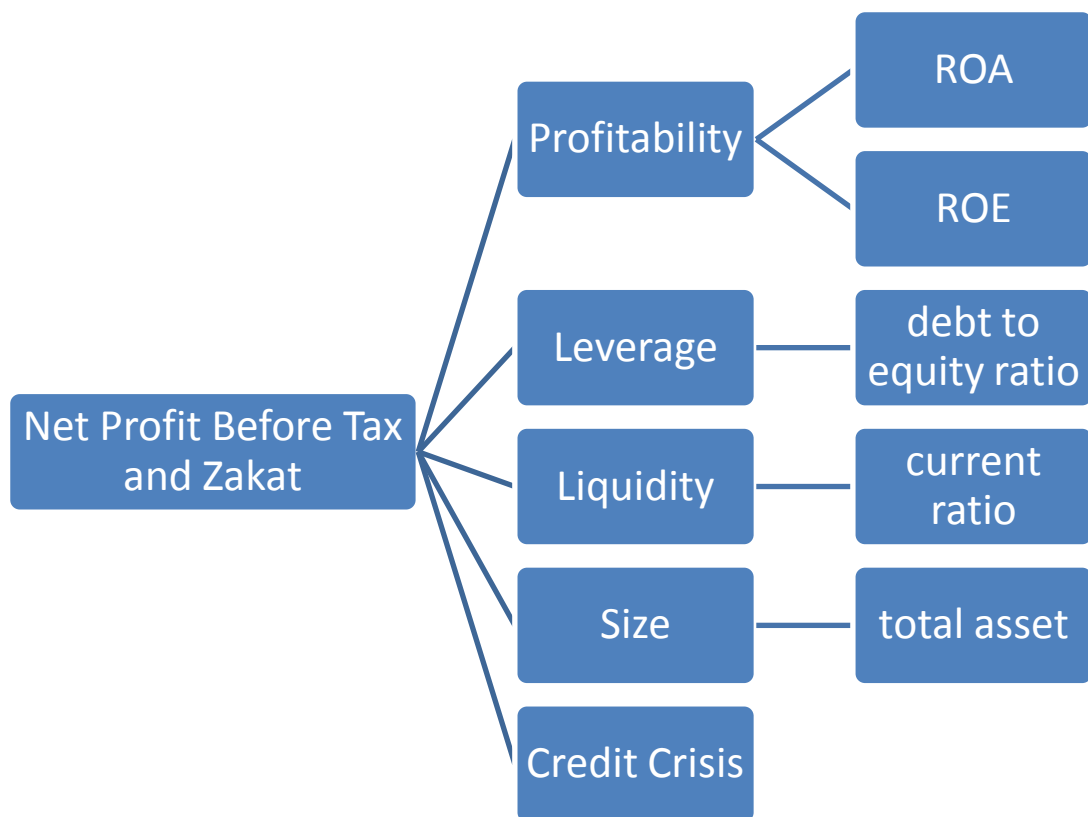 Net Profit Before Tax
and Zakat
Profitability
ROA
ROE
Leverage
debt to
equity ratio
Liquidity
current
ratio
Size
total asset
Credit Crisis